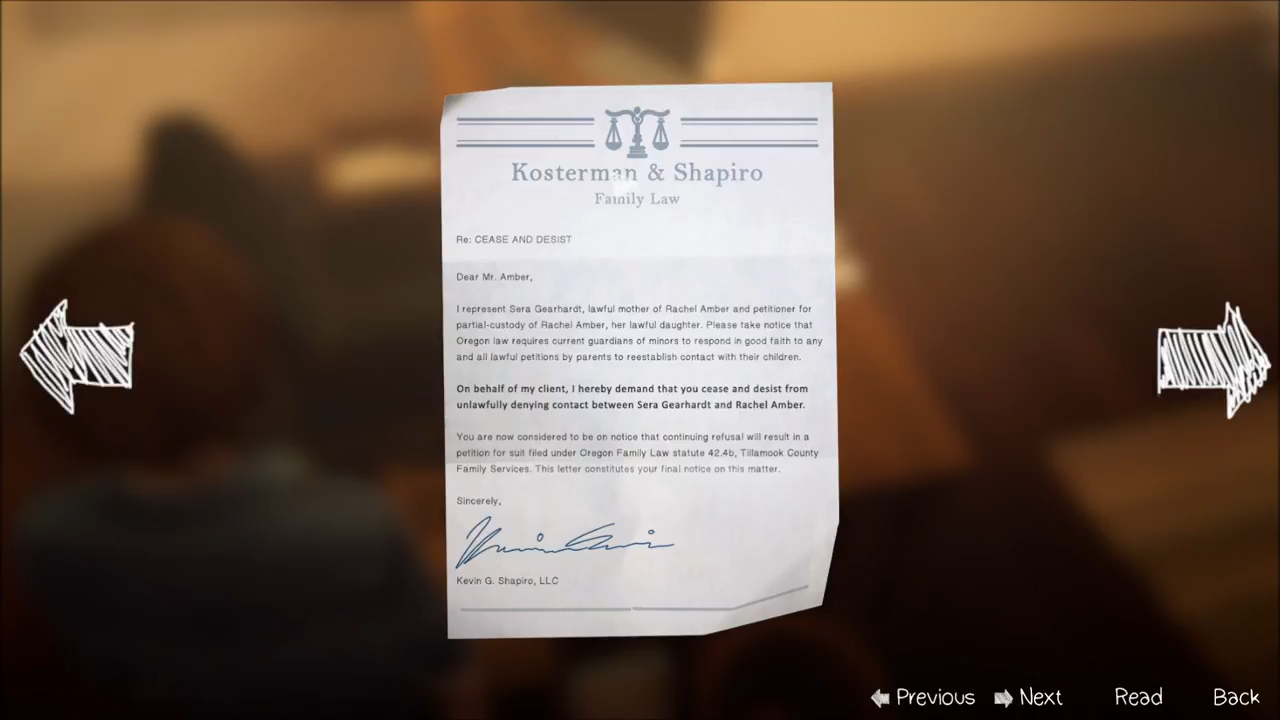 Kosterman & Shapiro
Family Law
Re: CEASE AND DESIST
Dear Mr. Amber,
I represent Sera Gearhardt, lawful mother of Rachel Amber and petitioner for
partial-custody of Rachel Amber, her lawful daughter. Please take notice that
Oregon law requires current guardians of minors to respond in good faith to any
and all lawful petitions by parents to reestablish contact with their children.
On behalf of my client, I hereby demand that you cease and desist from
unlawfully denying contact between Sera Gearhardt and Rachel Amber.
You are now considered to be on notice that continuing refusal will result in a
petition for suit filed under Oregon Family Law statute 42.4b, Tillamook County
Family Services. This letter constitutes your final notice on this matter.
Sincerely,
Kevin G. Shapiro, LLC
Previous Next Read Back